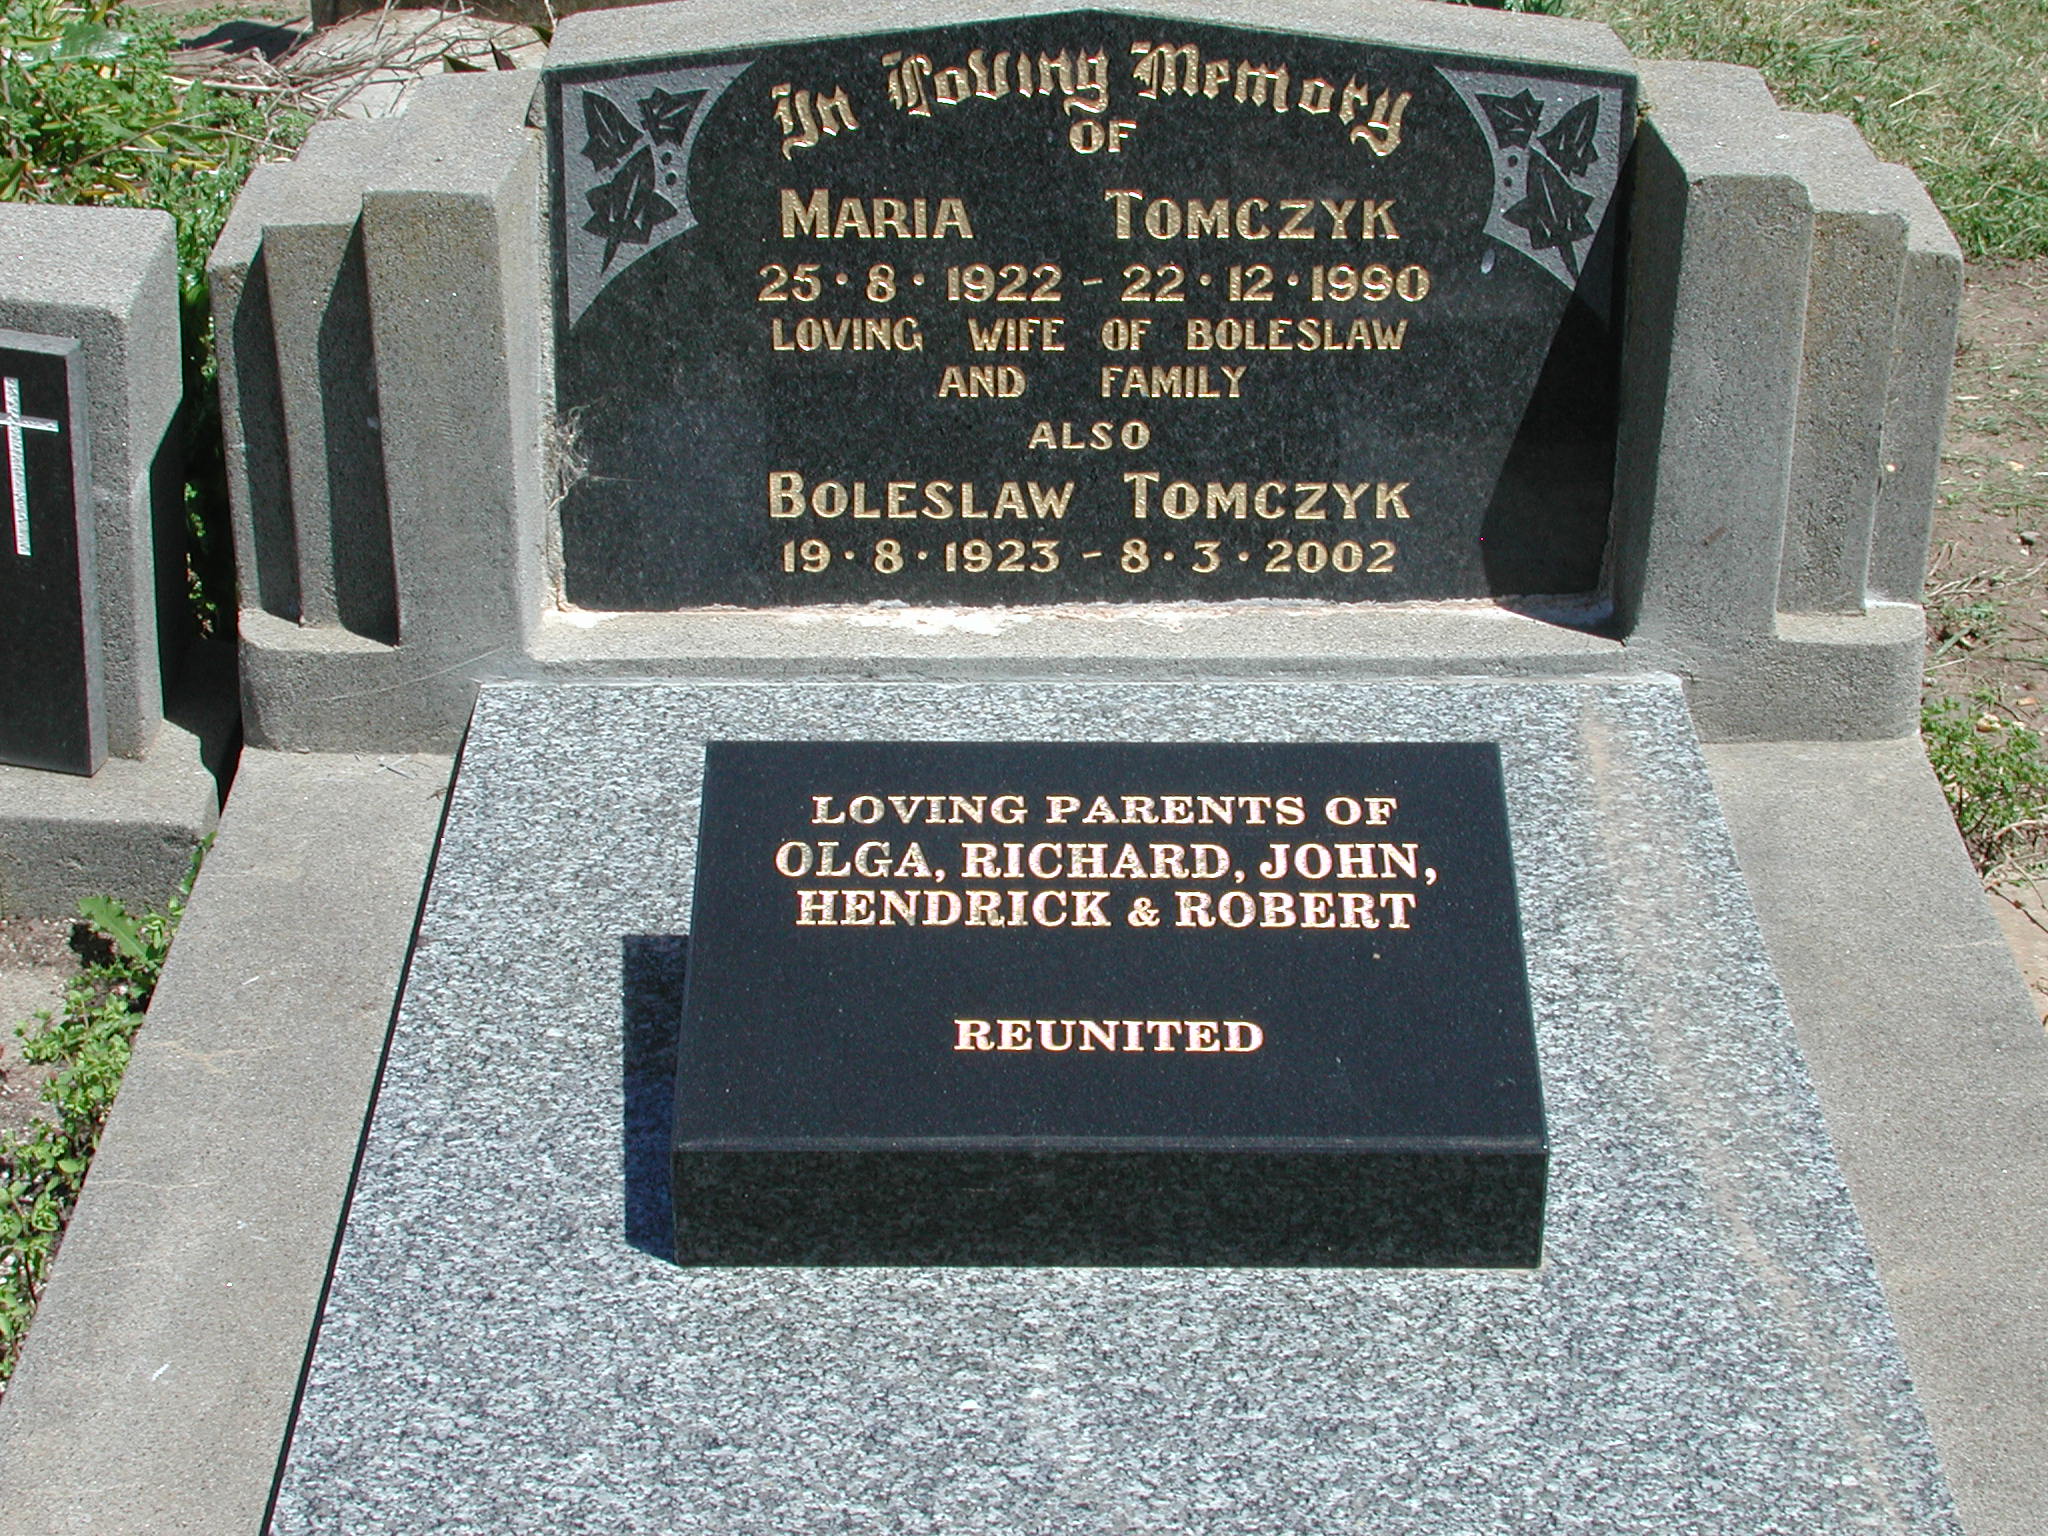 In Loving Memory
OF
MARIA TOMCZYK
25·8·1922 - 22·12·1990
LOVING WIFE OF BOLESLAW
AND FAMILY
ALSO
BOLESLAW TOMCZYK
19·8·1923 - 8·3·2002
LOVING PARENTS OF
OLGA, RICHARD, JOHN,
HENDRICK & ROBERT
REUNITED